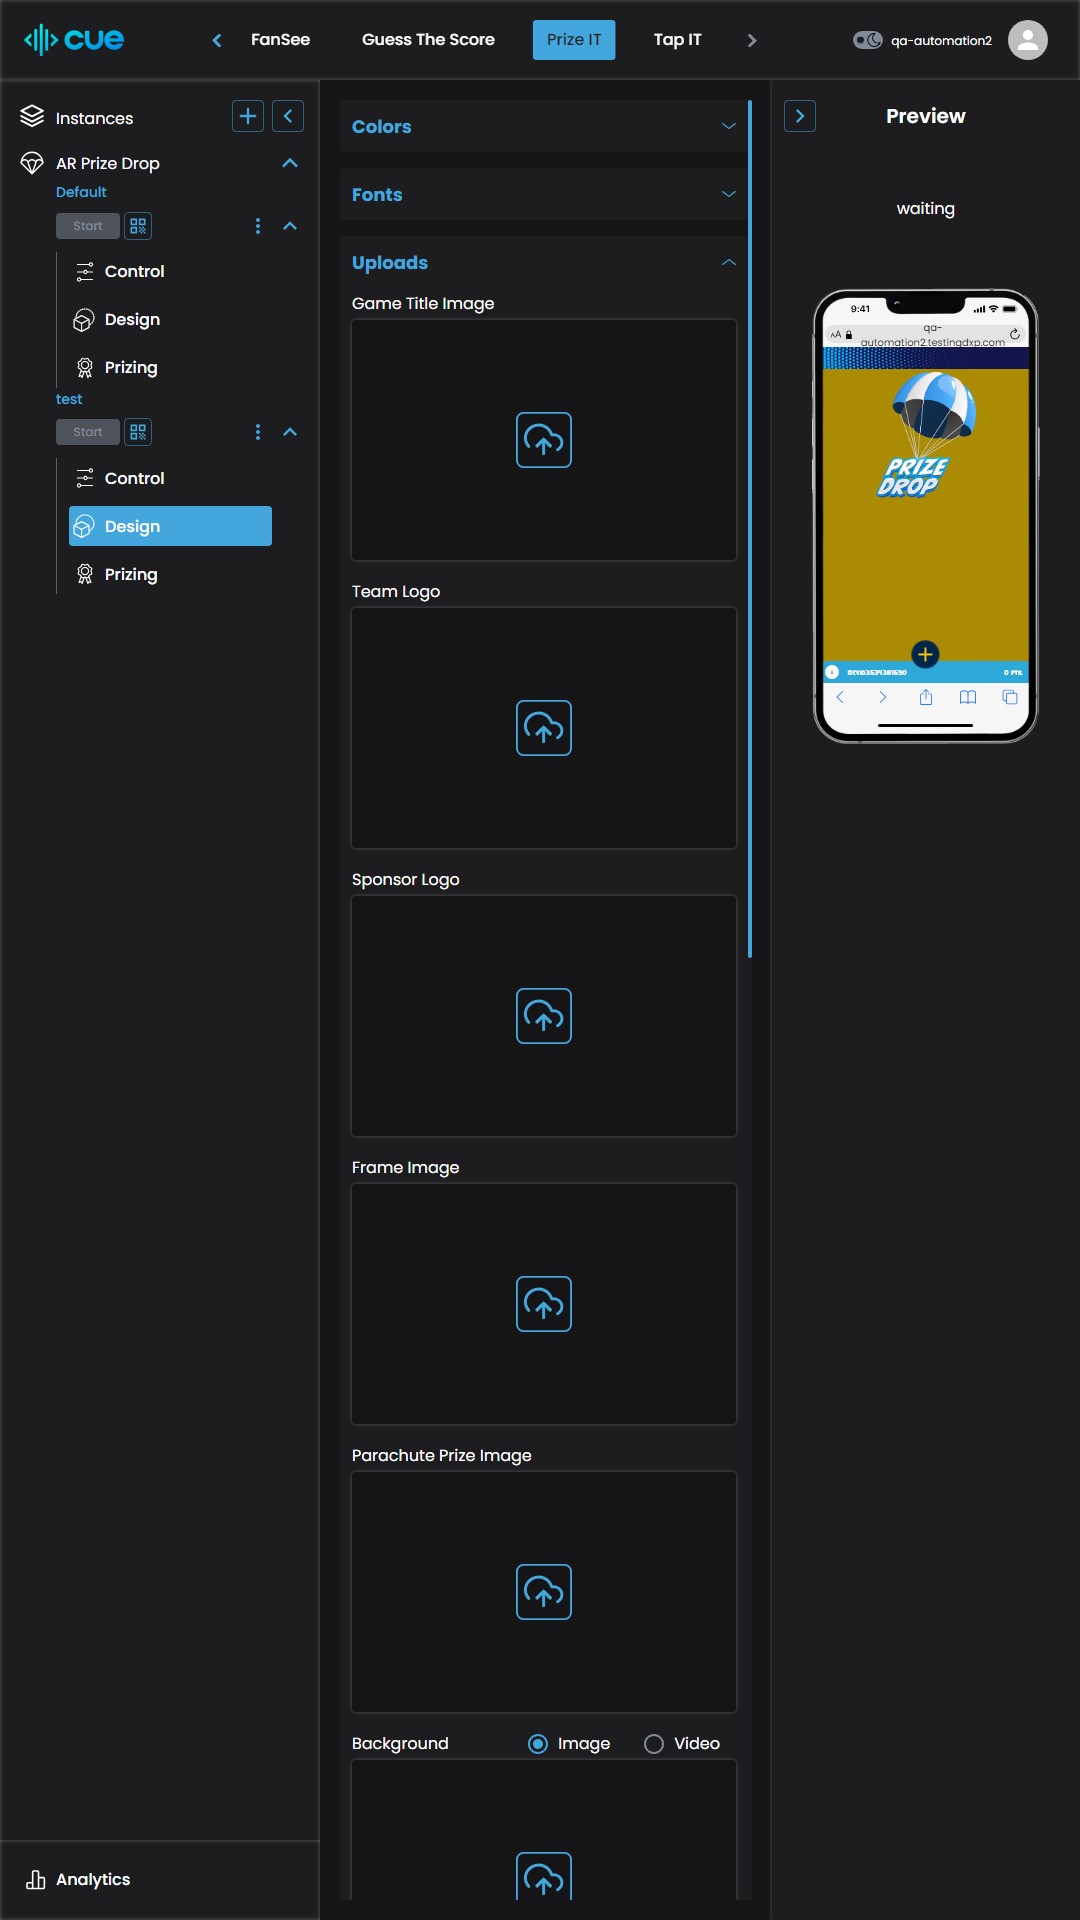 cue
FanSee
Guess The Score
Prize IT
Tap IT
qa-automation2
Instances
AR Prize Drop
Default
Start
Control
Design
Prizing
test
Start
Control
Design
Prizing
Analytics
Colors
Fonts
Uploads
Game Title Image
Team Logo
Sponsor Logo
Frame Image
Parachute Prize Image
Background
Image
Video
Preview
waiting
9:41
AA
qa-
automation2.testingdxp.com
PRIZE
DROP
0 PTS.